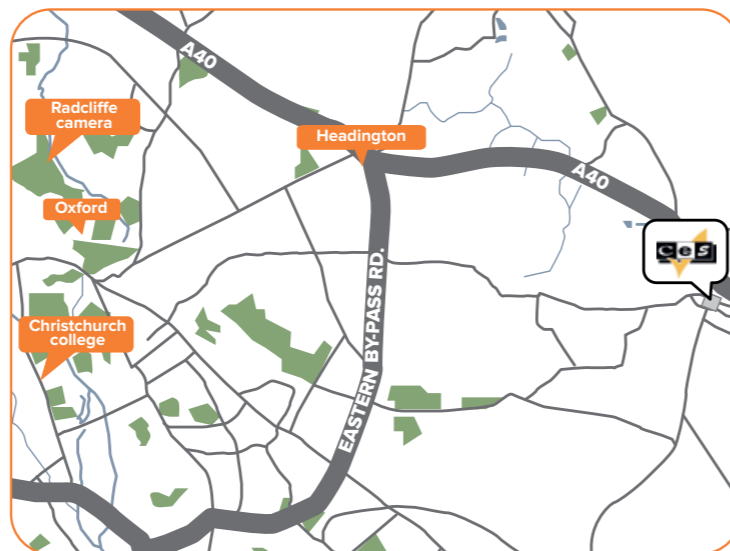 A40
Radcliffe
camera
Headington
A40
Oxford
EASTERN BY-PASS RD.
ces
Christchurch
college